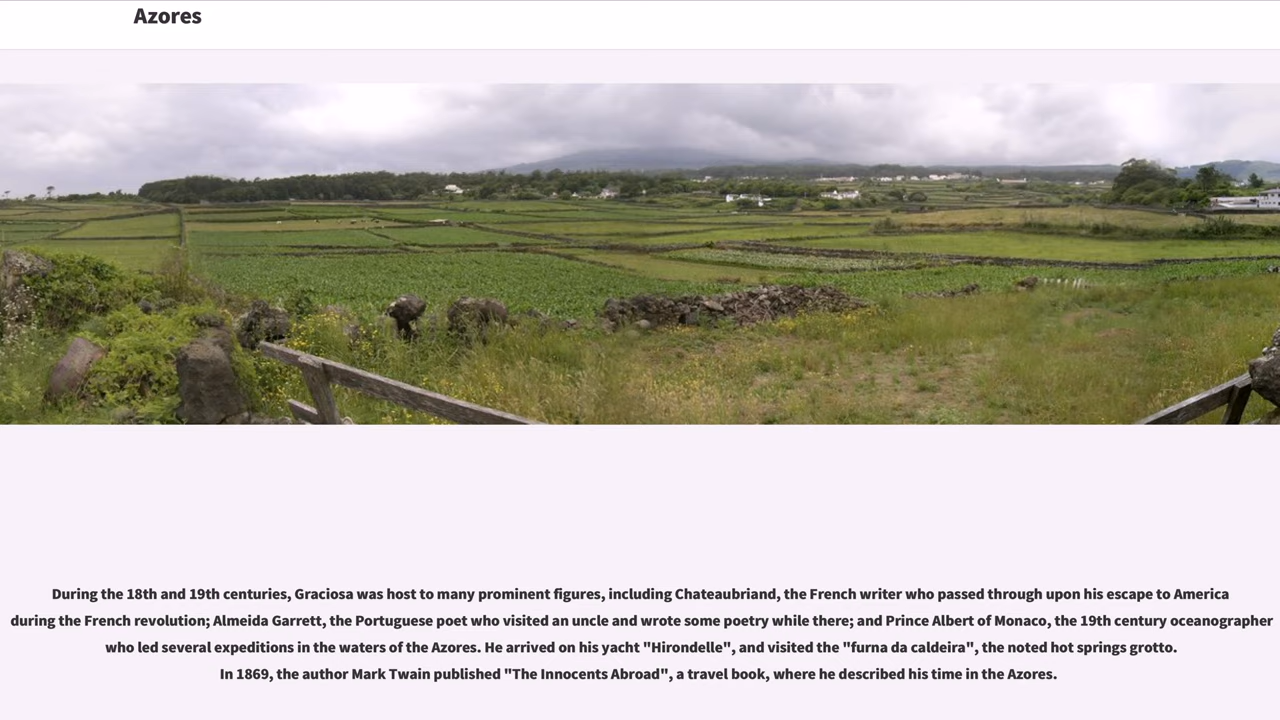 Azores
During the 18th and 19th centuries, Graciosa was host to many prominent figures, including Chateaubriand, the French writer who passed through upon his escape to America
during the French revolution; Almeida Garrett, the Portuguese poet who visited an uncle and wrote some poetry while there; and Prince Albert of Monaco, the 19th century oceanographer
who led several expeditions in the waters of the Azores. He arrived on his yacht "Hirondelle", and visited the "furna da caldeira", the noted hot springs grotto.
In 1869, the author Mark Twain published "The Innocents Abroad", a travel book, where he described his time in the Azores.